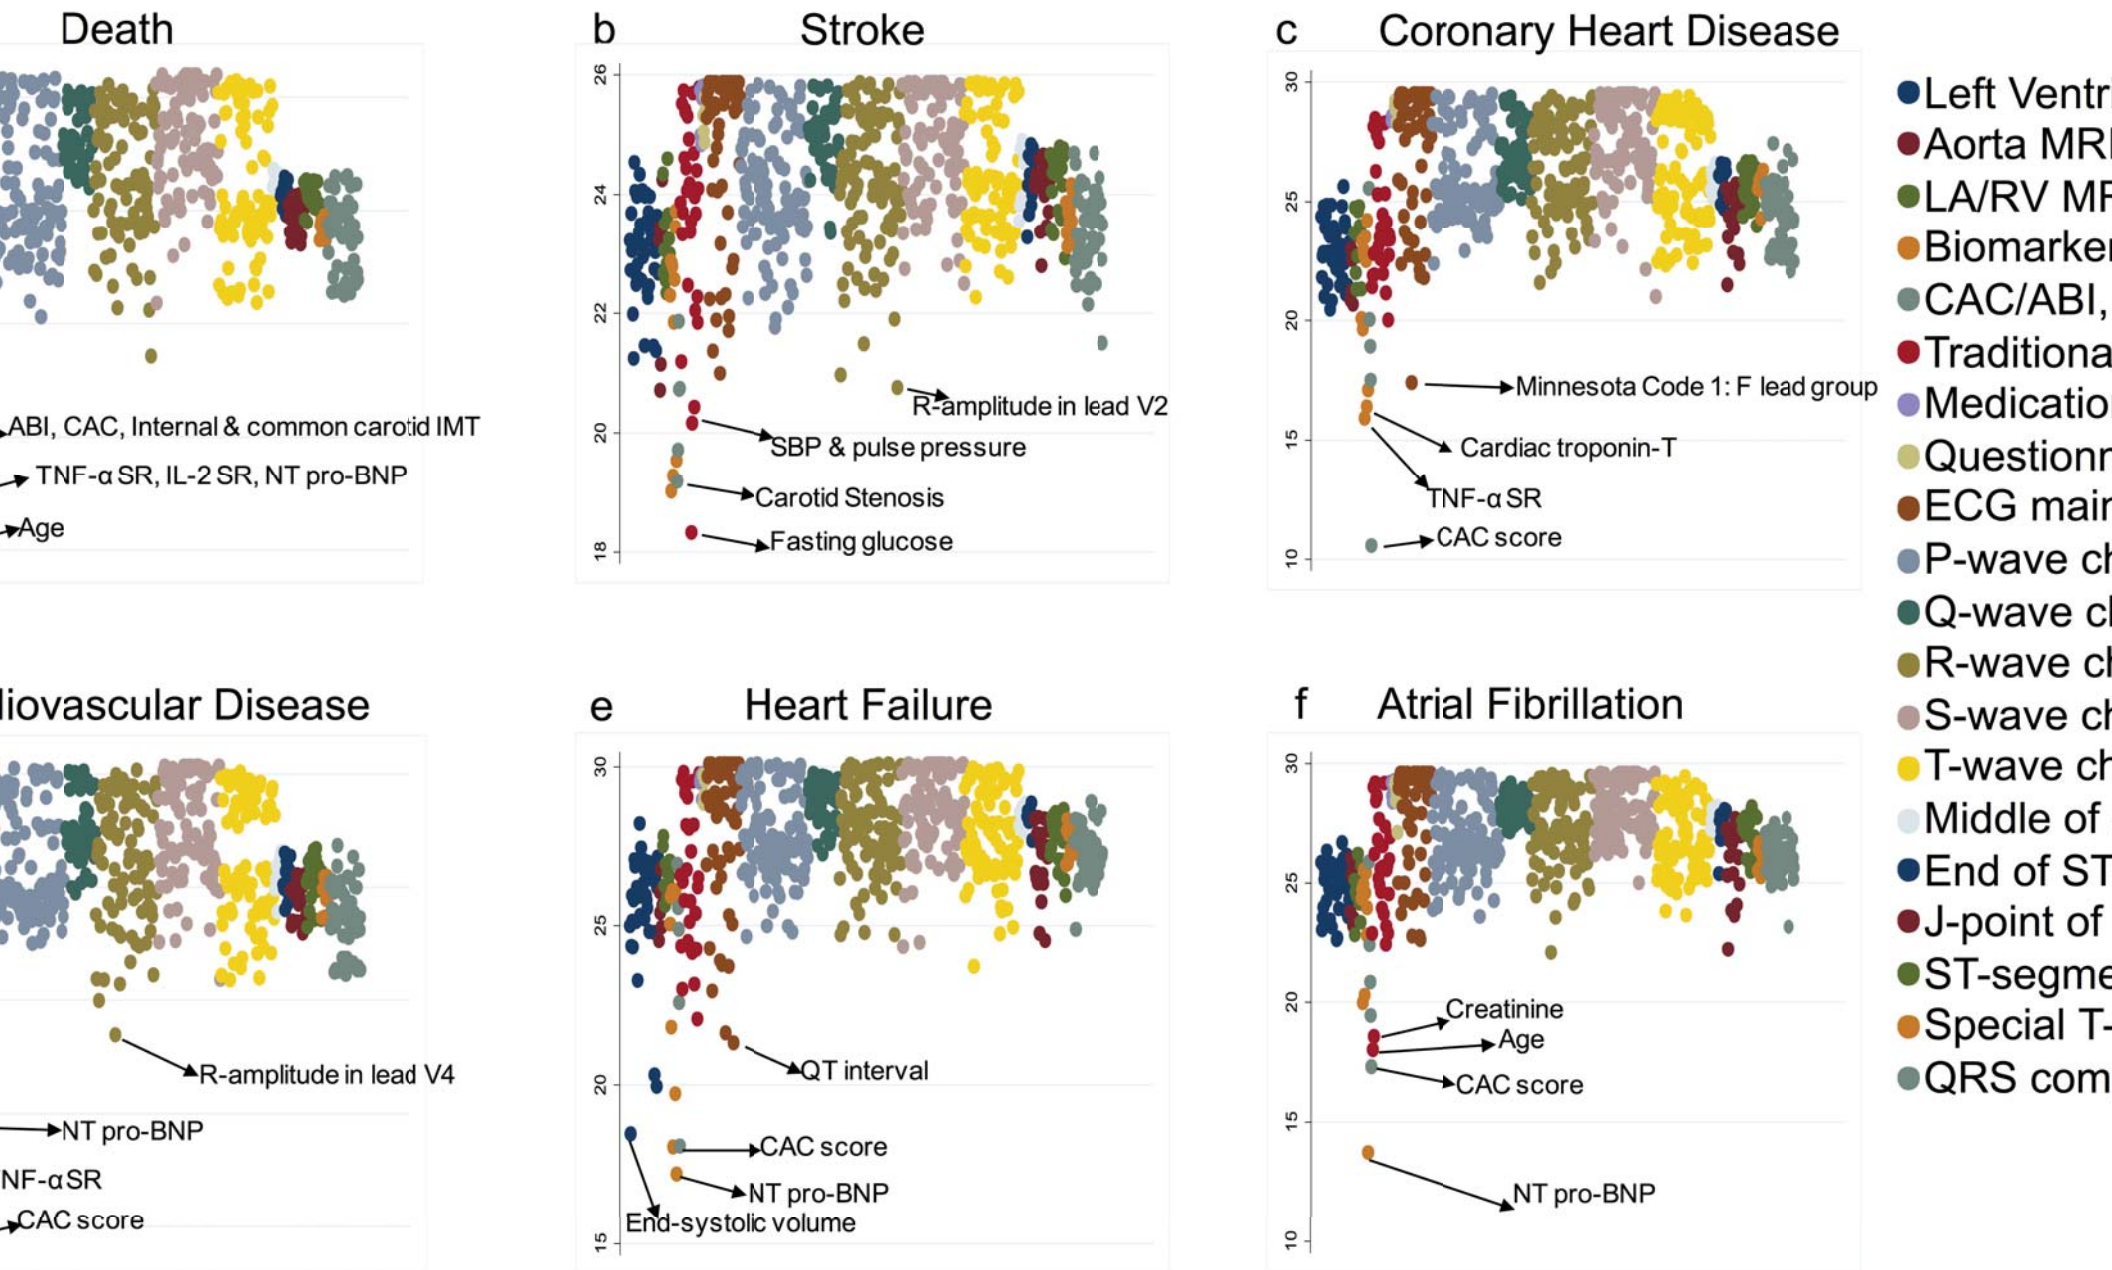 Death
ABI, CAC, Internal & common carotid IMT
TNF-α SR, IL-2 SR, NT pro-BNP
Age
b Stroke
26
24
22
20
18
R-amplitude in lead V2
SBP & pulse pressure
Carotid Stenosis
Fasting glucose
c Coronary Heart Disease
30
25
20
15
10
Minnesota Code 1: F lead group
Cardiac troponin-T
TNF-α SR
CAC score
diovascular Disease
R-amplitude in lead V4
NT pro-BNP
NF-α SR
CAC score
e Heart Failure
30
25
20
15
QT interval
CAC score
NT pro-BNP
End-systolic volume
f Atrial Fibrillation
30
25
20
15
10
Creatinine
Age
CAC score
NT pro-BNP
Left Ventri
Aorta MRI
LA/RV MR
Biomarker
CAC/ABI,
Traditiona
Medication
Questionn
ECG main
P-wave ch
Q-wave ch
R-wave ch
S-wave ch
T-wave ch
Middle of
End of ST
J-point of
ST-segme
Special T-
QRS com